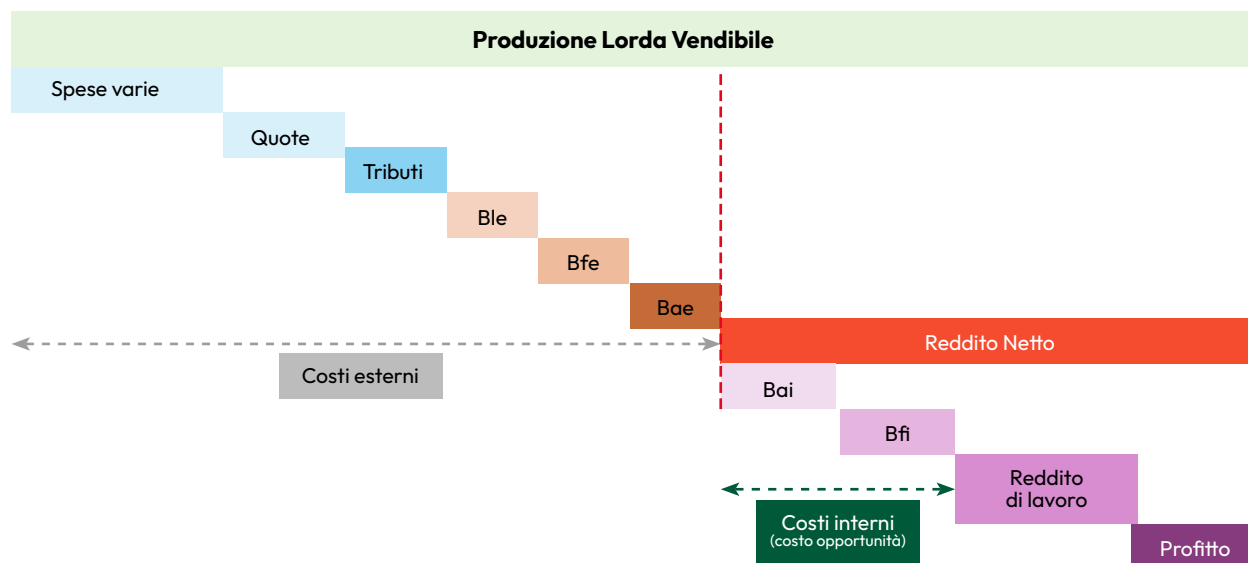 Produzione Lorda Vendibile
Spese varie
Quote
Tributi
Ble
Bfe
Bae
Reddito Netto
Costi esterni
Bai
Bfi
Reddito
di lavoro
Costi interni
(costo opportunità)
Profitto